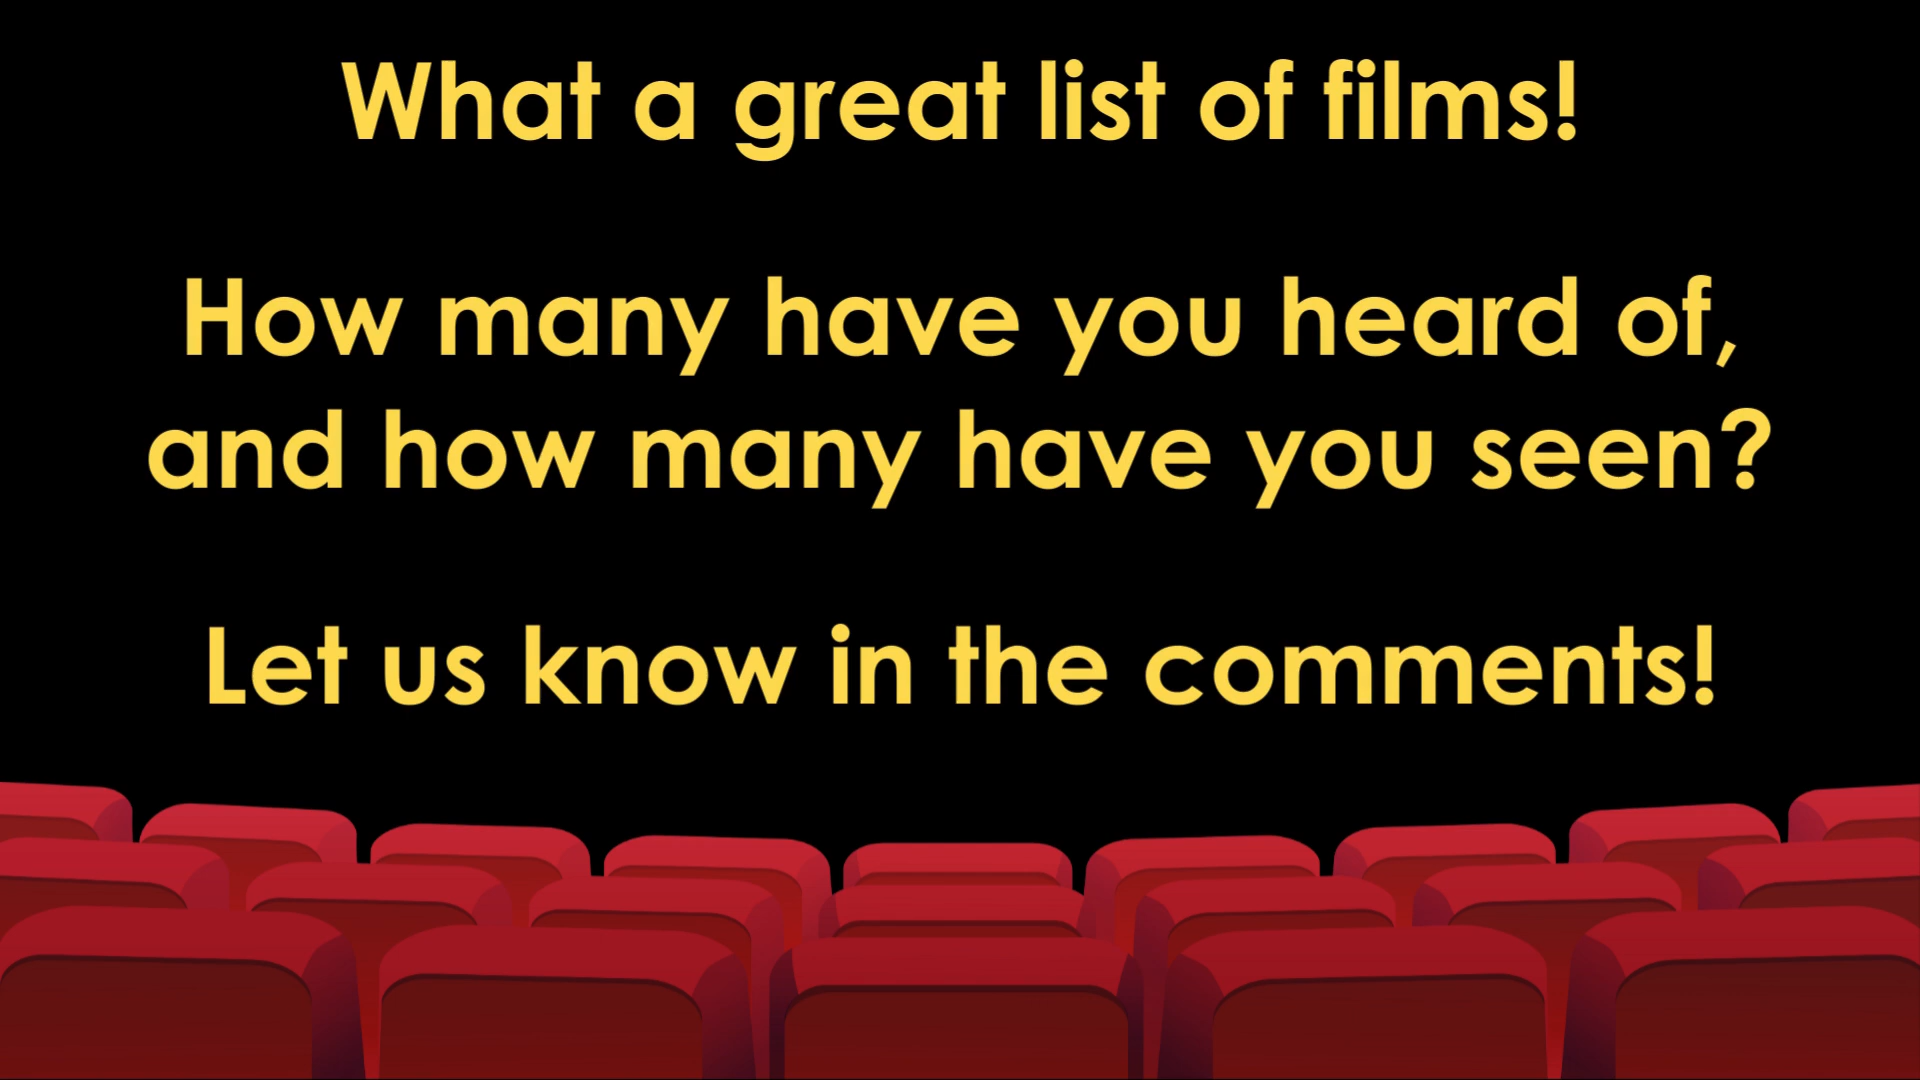 What a great list of films!
How many have you heard of,
and how many have you seen?
Let us know in the comments!